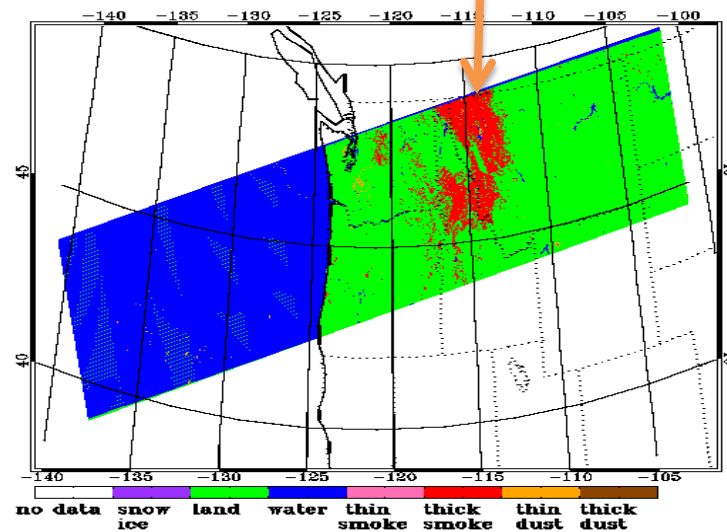 -140 -135 -130 -125 -120 -115 -110 -105 -100
45
40
-140 -135 -130 -125 -120 -115 -110 -105
no data snow ice land water thin smoke thick smoke thin dust thick dust